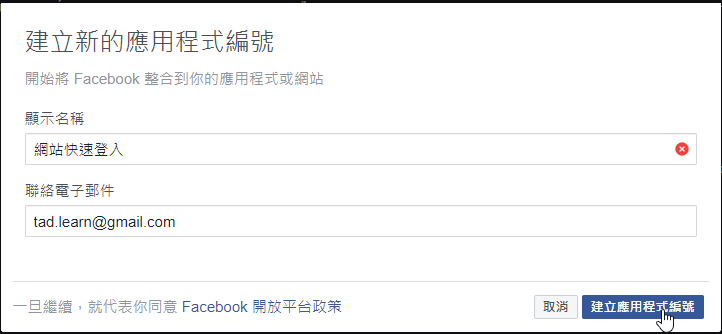 建立新的應用程式編號
開始將 Facebook 整合到你的應用程式或網站
顯示名稱
網站快速登入
聯絡電子郵件
tad.learn@gmail.com
一旦繼續，就代表你同意 Facebook 開放平台政策
取消
建立應用程式編號